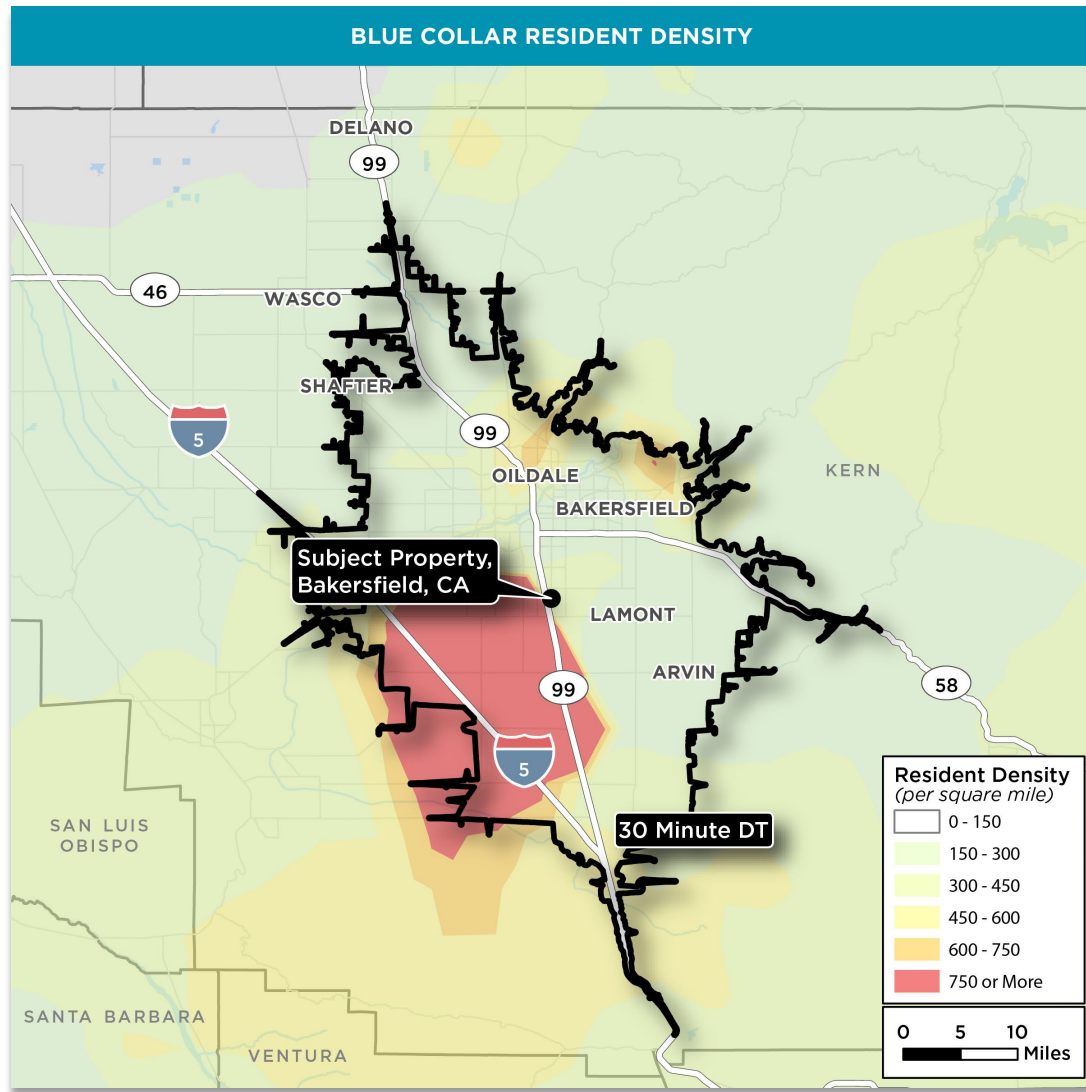 BLUE COLLAR RESIDENT DENSITY
DELANO
99
46
WASCO
SHAFTER
5
99
OILDALE
KERN
BAKERSFIELD
Subject Property,
Bakersfield, CA
LAMONT
ARVIN
99
58
5
30 Minute DT
SAN LUIS
OBISPO
SANTA BARBARA
VENTURA
Resident Density
(per square mile)
0 - 150
150 - 300
300 - 450
450 - 600
600 - 750
750 or More
0 5 10
Miles